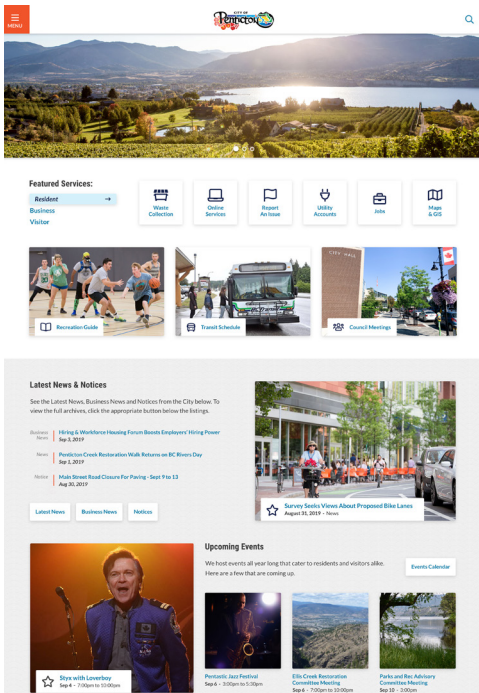 MENU
CITY OF
Penticton
Featured Services:
Resident →
Business
Visitor
Waste
Collection
Online
Services
Report
An Issue
Utility
Accounts
Jobs
Maps
& GIS
CITY HALL
Recreation Guide
Transit Schedule
Council Meetings
Latest News & Notices
See the Latest News, Business News and Notices from the City below. To
view the full archives, click the appropriate button below the listings.
Business
News
Hiring & Workforce Housing Forum Boosts Employers' Hiring Power
Sep 3, 2019
News
Penticton Creek Restoration Walk Returns on BC Rivers Day
Sep 1, 2019
Notice
Main Street Road Closure For Paving - Sept 9 to 13
Aug 30, 2019
Latest News
Business News
Notices
Survey Seeks Views About Proposed Bike Lanes
August 31, 2019 - News
Upcoming Events
We host events all year long that cater to residents and visitors alike.
Here are a few that are coming up.
Events Calendar
Styx with Loverboy
Sep 4 - 7:00pm to 10:00pm
Pentastic Jazz Festival
Sep 6 - 3:00pm to 5:30pm
Ellis Creek Restoration
Committee Meeting
Sep 6 - 7:00pm to 10:00pm
Parks and Rec Advisory
Committee Meeting
Sep 10 - 3:00pm